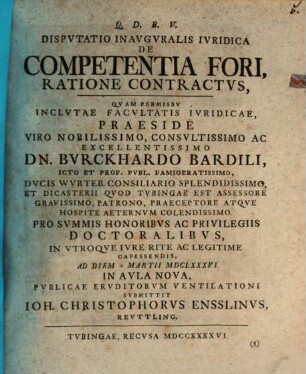 Q. D. B. V.
DISPVTATIO INAVGVRALIS IVRIDICA
DE
COMPETENTIA FORI,
RATIONE CONTRACTVS,
QVAM PERMISSV
INCLVTAE FACVLTATIS IVRIDICAE,
PRAESIDE
VIRO NOBILISSIMO, CONSVLTISSIMO AC
EXCELLENTISSIMO
DN. BVRCKHARDO BARDILI,
ICTO ET PROF. PVBL. FAMIGERATISSIMO,
DVCIS WVRTEB. CONSILIARIO SPLENDIDISSIMO,
ET DICASTERII QVOD TVBINGAE EST ASSESSORE
GRAVISSIMO, PATRONO, PRAECEPTORE ATQVE
HOSPITE AETERNVM COLENDISSIMO.
PRO SVMMIS HONORIBVS AC PRIVILEGIIS
DOCTORALIBVS,
IN VTROQVE IVRE RITE AC LEGITIME
CAPESSENDIS,
AD DIEM MARTII MDCLXXXVI.
IN AVLA NOVA,
PVBLICAE ERVDITORVM VENTILATIONI
SVBMITTIT
IOH. CHRISTOPHORVS ENSSLINVS,
REVTTLING.
TVBINGAE, RECVSA MDCCXXXXVI.